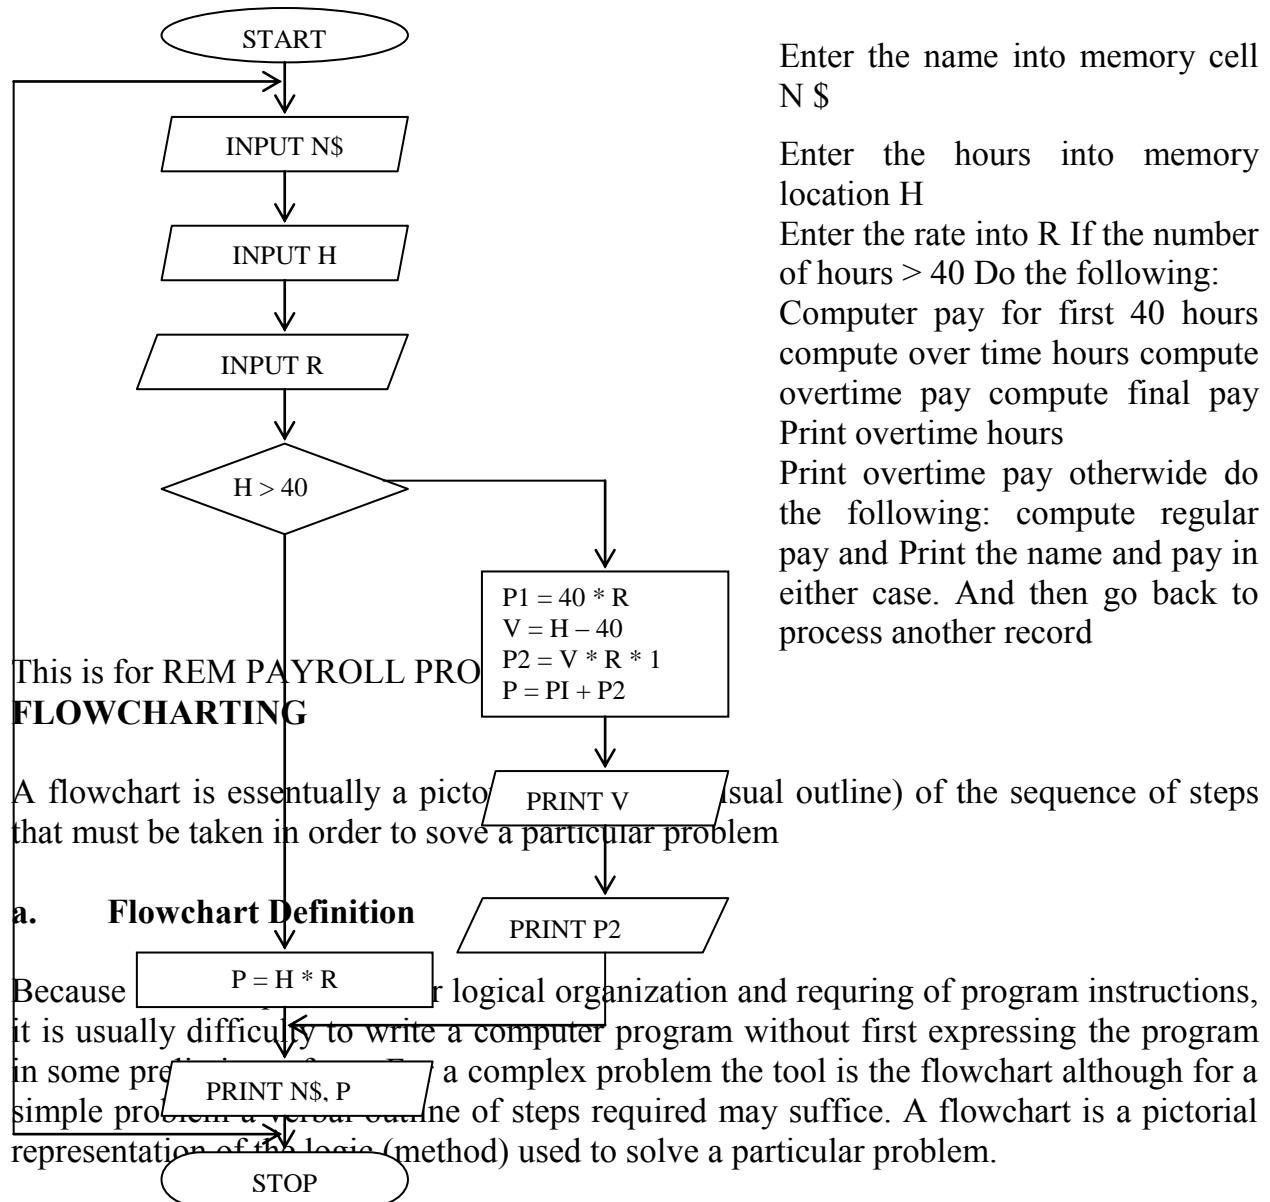 START
INPUT N$
INPUT H
INPUT R
H > 40
P1 = 40 * R
V = H – 40
P2 = V * R * 1
P = PI + P2
PRINT V
PRINT P2
P = H * R
PRINT N$, P
STOP
Enter the name into memory cell
N $
Enter the hours into memory
location H
Enter the rate into R If the number
of hours > 40 Do the following:
Computer pay for first 40 hours
compute over time hours compute
overtime pay compute final pay
Print overtime hours
Print overtime pay otherwide do
the following: compute regular
pay and Print the name and pay in
either case. And then go back to
process another record
This is for REM PAYROLL PRO
FLOWCHARTING
A flowchart is essentually a picto sual outline) of the sequence of steps
that must be taken in order to sove a particular problem
a. Flowchart Definition
Because r logical organization and requring of program instructions,
it is usually difficulty to write a computer program without first expressing the program
in some pre a complex problem the tool is the flowchart although for a
simple problem a verbal outline of steps required may suffice. A flowchart is a pictorial
representation of the logic (method) used to solve a particular problem.